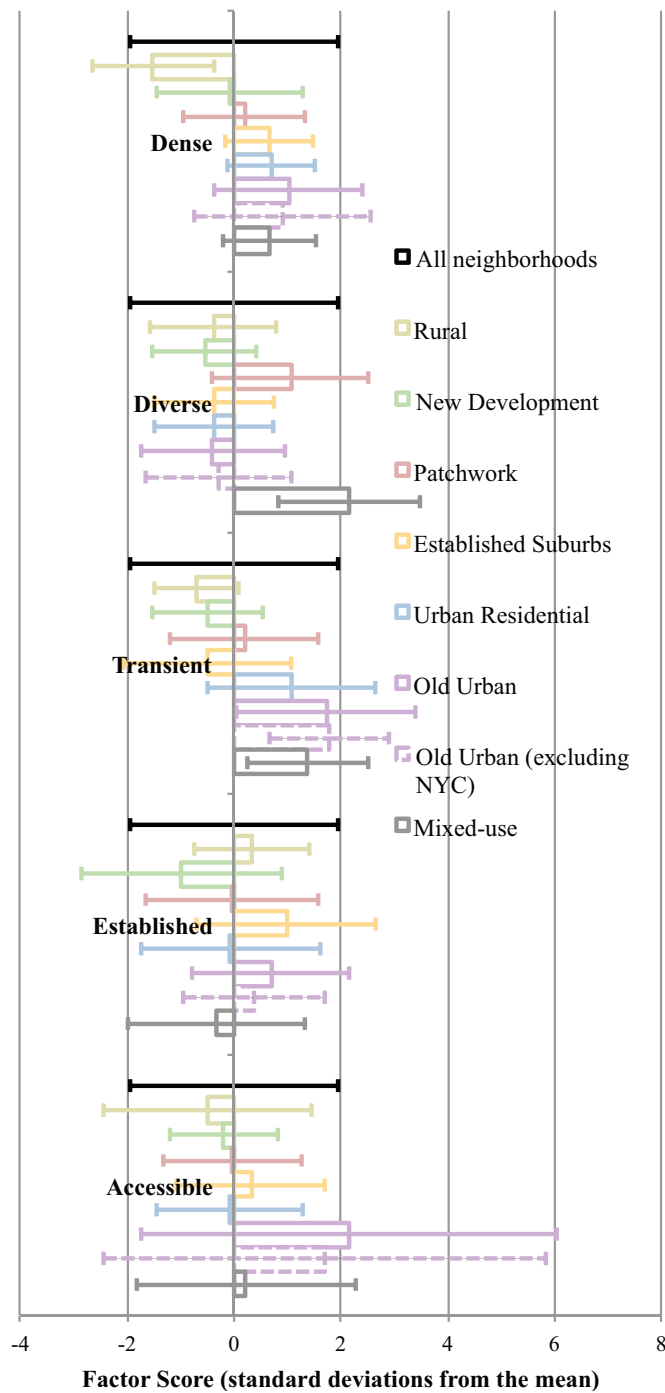 Dense
All neighborhoods
Rural
Diverse
New Development
Patchwork
Established Suburbs
Urban Residential
Transient
Old Urban
Old Urban (excluding
NYC)
Mixed-use
Established
Accessible
-4 -2 0 2 4 6 8
Factor Score (standard deviations from the mean)